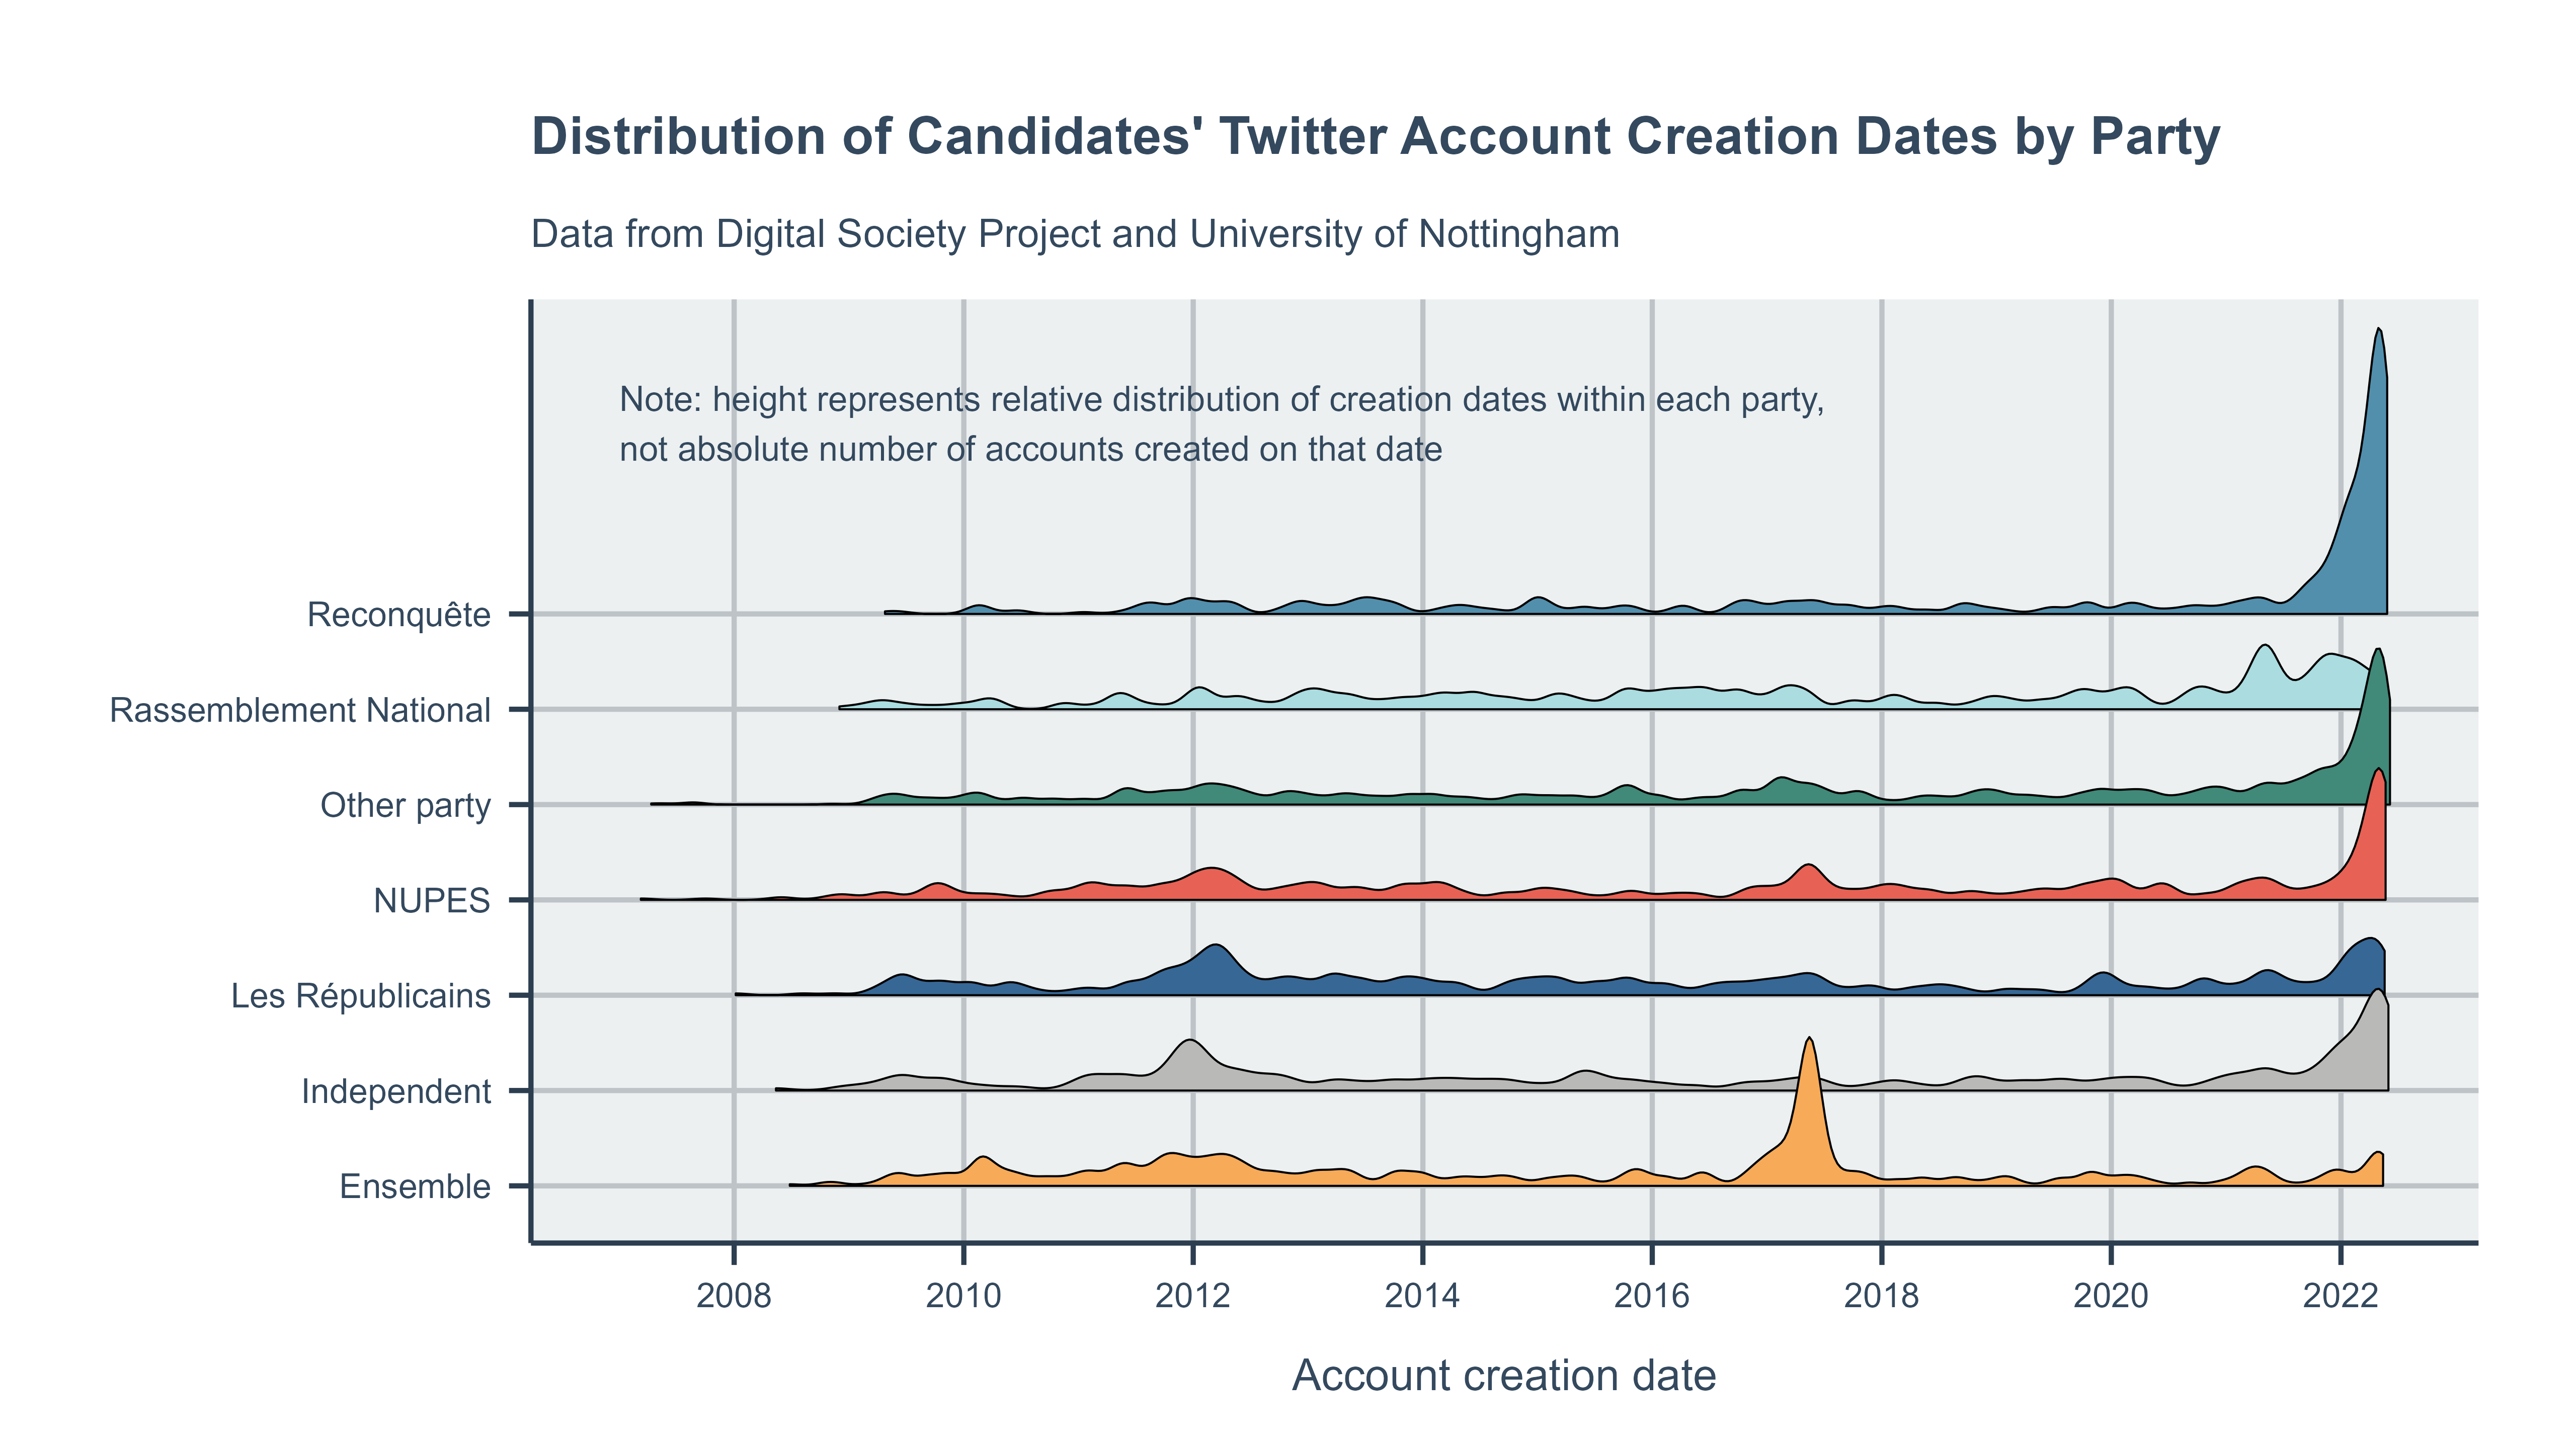 Distribution of Candidates' Twitter Account Creation Dates by Party
Data from Digital Society Project and University of Nottingham
Note: height represents relative distribution of creation dates within each party,
not absolute number of accounts created on that date
Reconquête
Rassemblement National
Other party
NUPES
Les Républicains
Independent
Ensemble
2008 2010 2012 2014 2016 2018 2020 2022
Account creation date